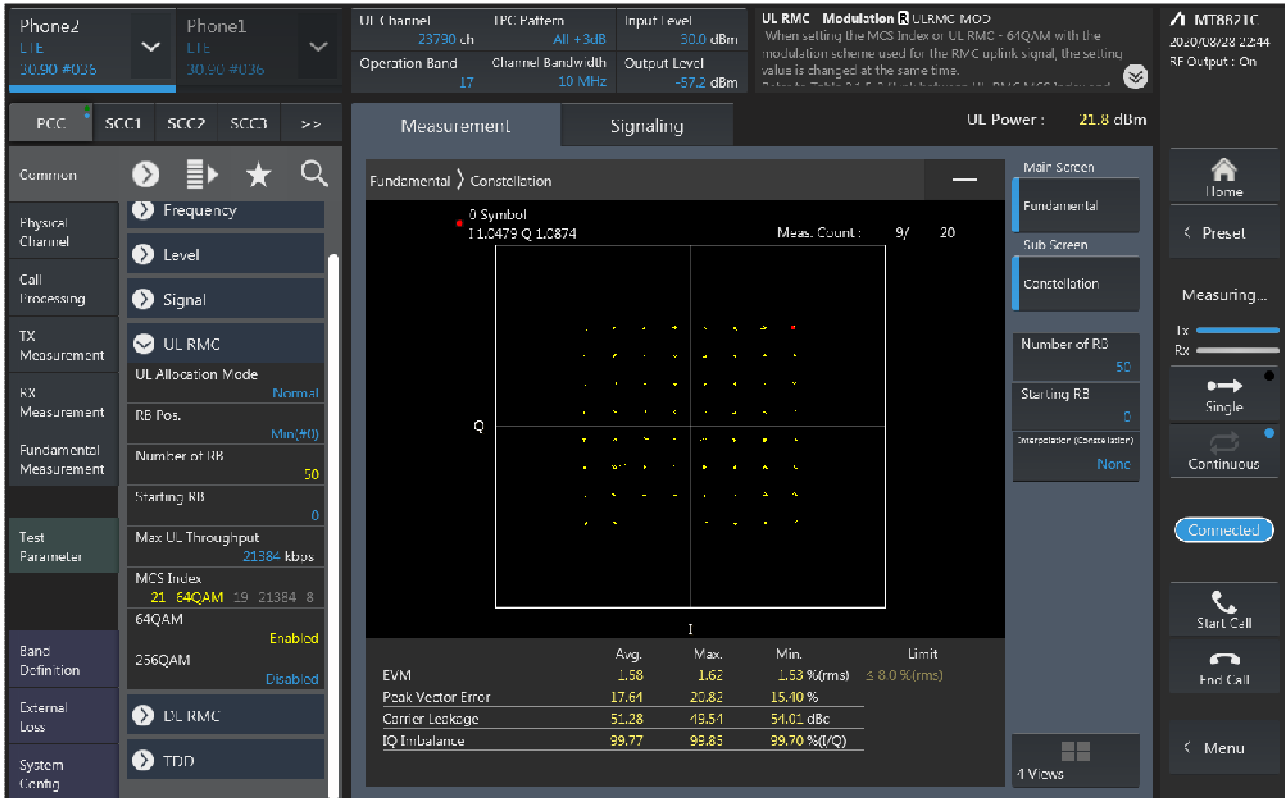 Phone2
LTE
30.90 #036
Phone1
LTE
30.90 #036
UL Channel
23790 ch
TPC Pattern
All +3dB
Input Level
30.0 dBm
Operation Band
17
Channel Bandwidth
10 MHz
Output Level
-57.2 dBm
UL RMC - Modulation R ULRMC_MOD
When setting the MCS Index or UL RMC - 64QAM with the
modulation scheme used for the RMC uplink signal, the setting
value is changed at the same time.
MT8821C
2020/08/28 22:44
RF Output : On
PCC
SCC1
SCC2
SCC3
>>
Measurement
Signaling
UL Power : 21.8 dBm
Common
Physical
Channel
Call
Processing
TX
Measurement
RX
Measurement
Fundamental
Measurement
Test
Parameter
Band
Definition
External
Loss
System
Config
Frequency
Level
Signal
UL RMC
UL Allocation Mode
Normal
RB Pos.
Min(#0)
Number of RB
50
Starting RB
0
Max UL Throughput
21384 kbps
MCS Index
21 64QAM 19 21384 8
64QAM
Enabled
256QAM
Disabled
DL RMC
TDD
Fundamental
Constellation
0 Symbol
I 1.0479 Q 1.0874
Meas. Count : 9/ 20
Q
I
Avg. Max. Min. Limit
EVM 1.58 1.62 1.53 %(rms) ≤ 8.0 %(rms)
Peak Vector Error 17.64 20.82 15.40 %
Carrier Leakage 51.28 49.54 54.01 dBc
IQ Imbalance 99.77 99.85 99.70 %(I/Q)
Main Screen
Fundamental
Sub Screen
Constellation
Number of RB
50
Starting RB
0
Interpolation (Constellation)
None
4 Views
Home
< Preset
Measuring...
Tx
Rx
Single
Continuous
Connected
Start Call
End Call
< Menu